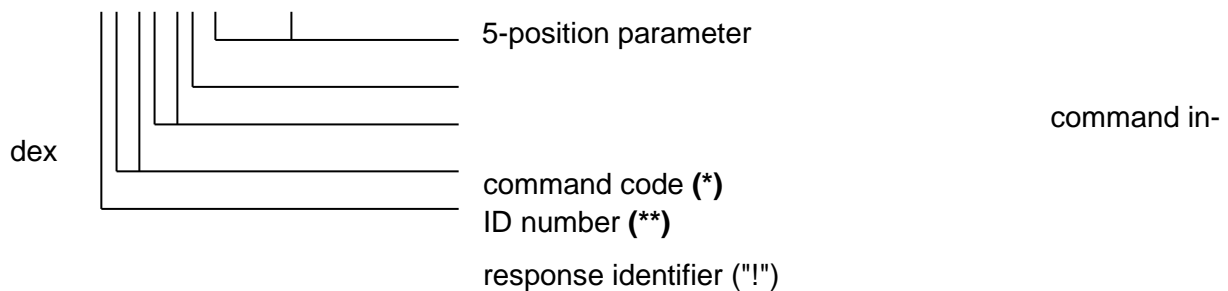 5-position parameter
command in-
dex
command code (*)
ID number (**)
response identifier ("!")